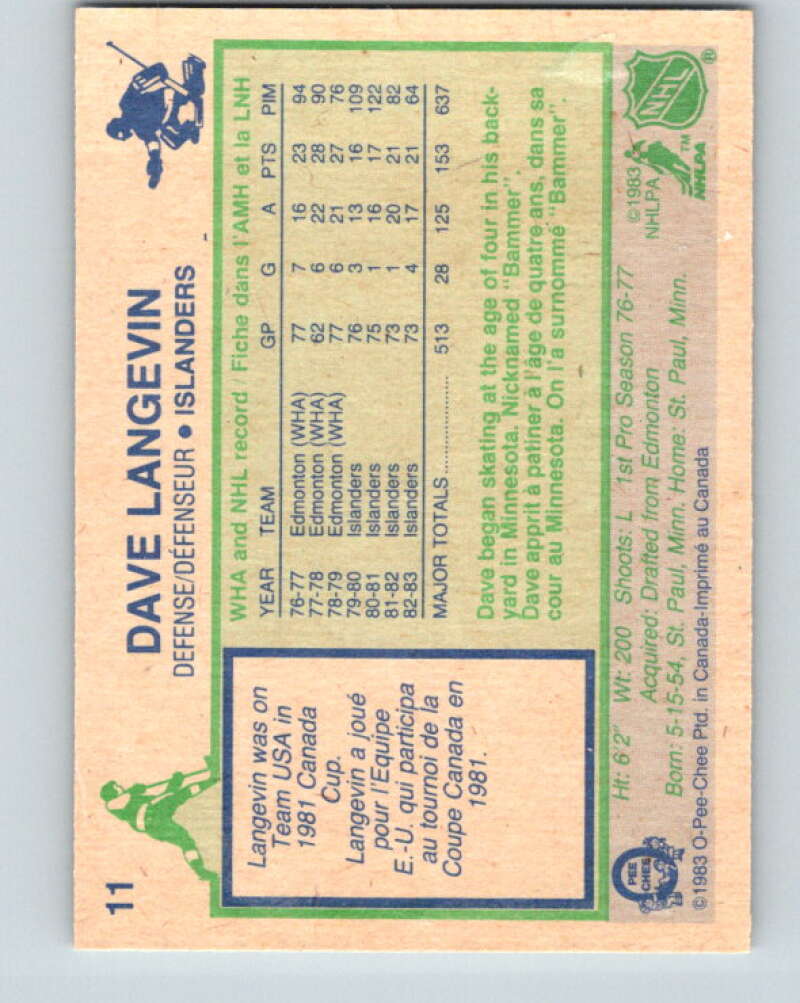 11
DAVE LANGEVIN
DEFENSE/DÉFENSEUR • ISLANDERS
Langevin was on
Team USA in
1981 Canada
Cup.
Langevin a joué
pour l'Equipe
E.-U. qui participa
au tournoi de la
Coupe Canada en
1981.
WHA and NHL record / Fiche dans l'AMH et la LNH
YEAR TEAM GP G A PTS PIM
76-77 Edmonton (WHA) 77 7 16 23 94
77-78 Edmonton (WHA) 62 6 22 28 90
78-79 Edmonton (WHA) 77 6 21 27 76
79-80 Islanders 76 3 13 16 109
80-81 Islanders 75 1 16 17 122
81-82 Islanders 73 1 20 21 82
82-83 Islanders 73 4 17 21 64
MAJOR TOTALS .................. 513 28 125 153 637
Dave began skating at the age of four in his back-
yard in Minnesota. Nicknamed "Bammer".
Dave apprit à patiner à l'âge de quatre ans, dans sa
cour au Minnesota. On l'a surnommé "Bammer".
Ht: 6'2" Wt: 200 Shoots: L 1st Pro Season 76-77
Acquired: Drafted from Edmonton
Born: 5-15-54, St. Paul, Minn. Home: St. Paul, Minn.
©1983
NHLPA
NHL
®
NHLPA
™
O
PEE
CHEE
©1983 O-Pee-Chee Ptd. in Canada-Imprimé au Canada